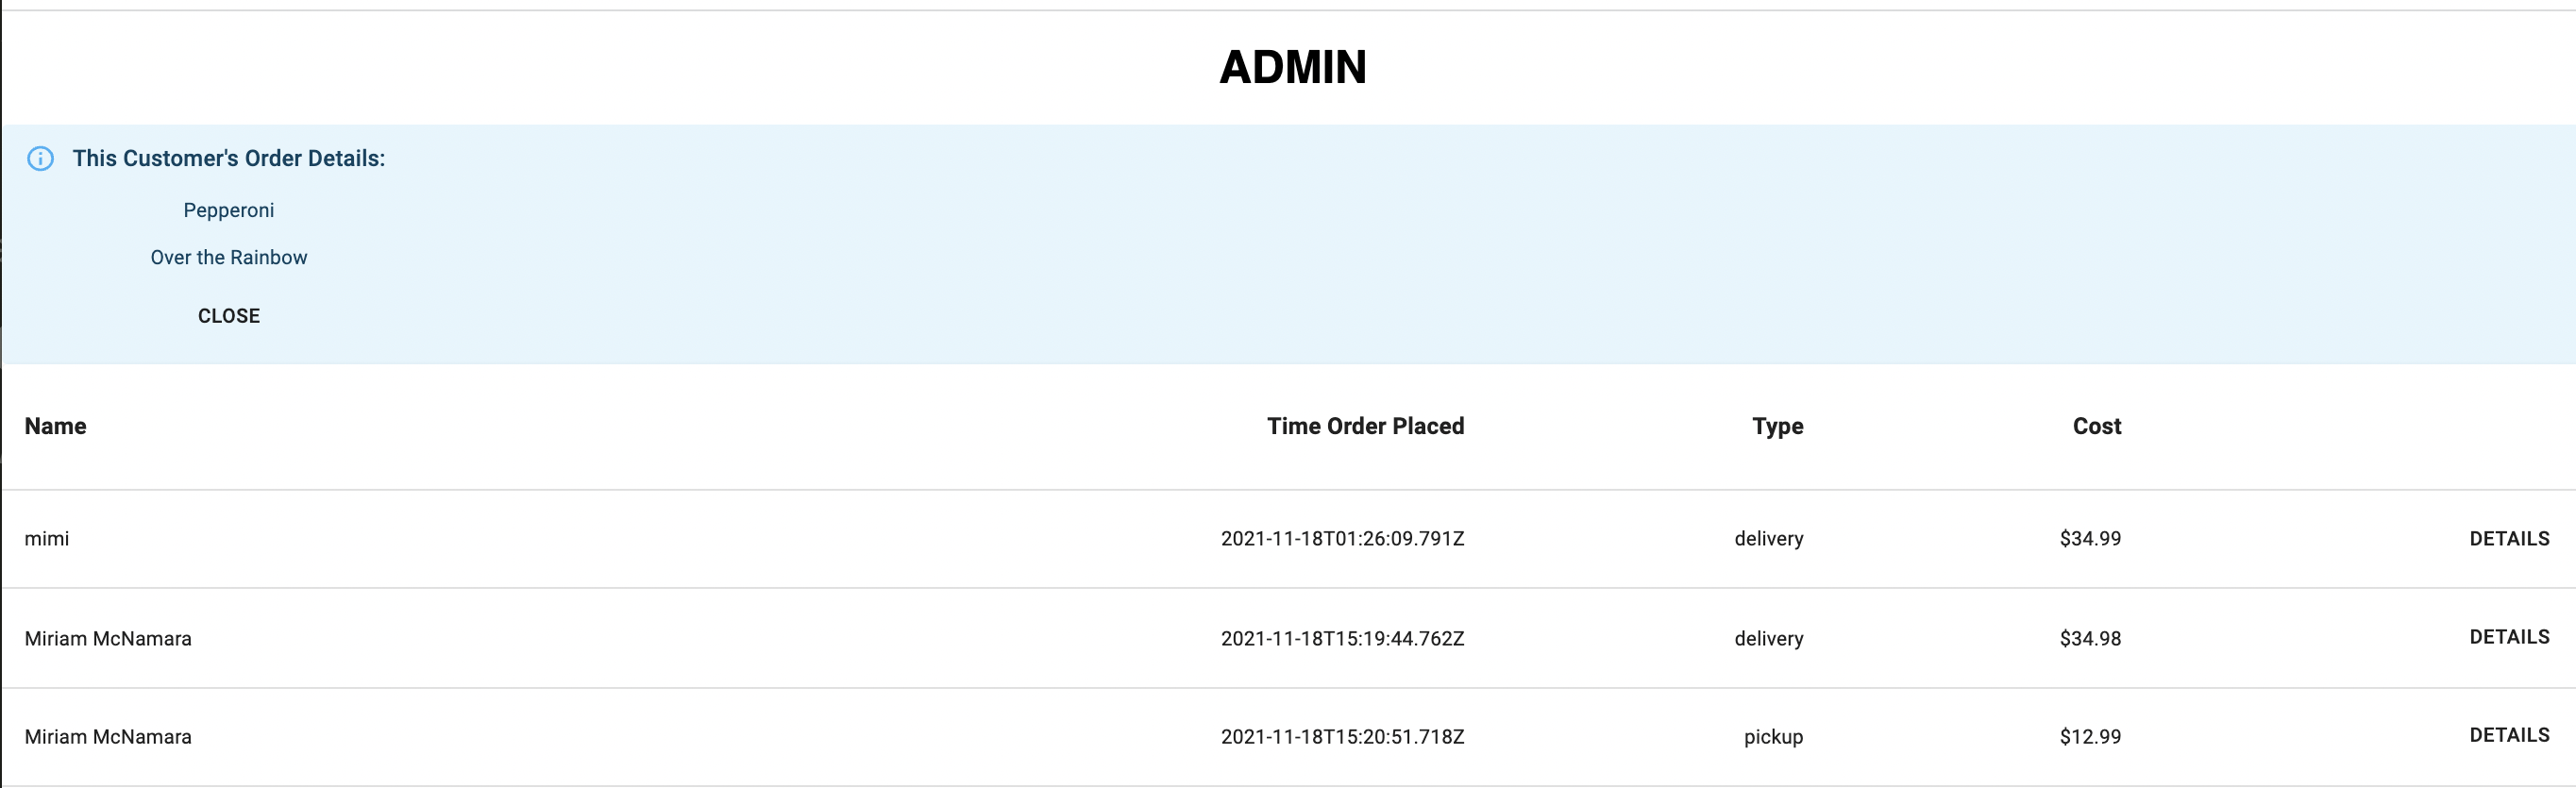 ADMIN
This Customer's Order Details:
Pepperoni
Over the Rainbow
CLOSE
Name Time Order Placed Type Cost
mimi 2021-11-18T01:26:09.791Z delivery $34.99 DETAILS
Miriam McNamara 2021-11-18T15:19:44.762Z delivery $34.98 DETAILS
Miriam McNamara 2021-11-18T15:20:51.718Z pickup $12.99 DETAILS